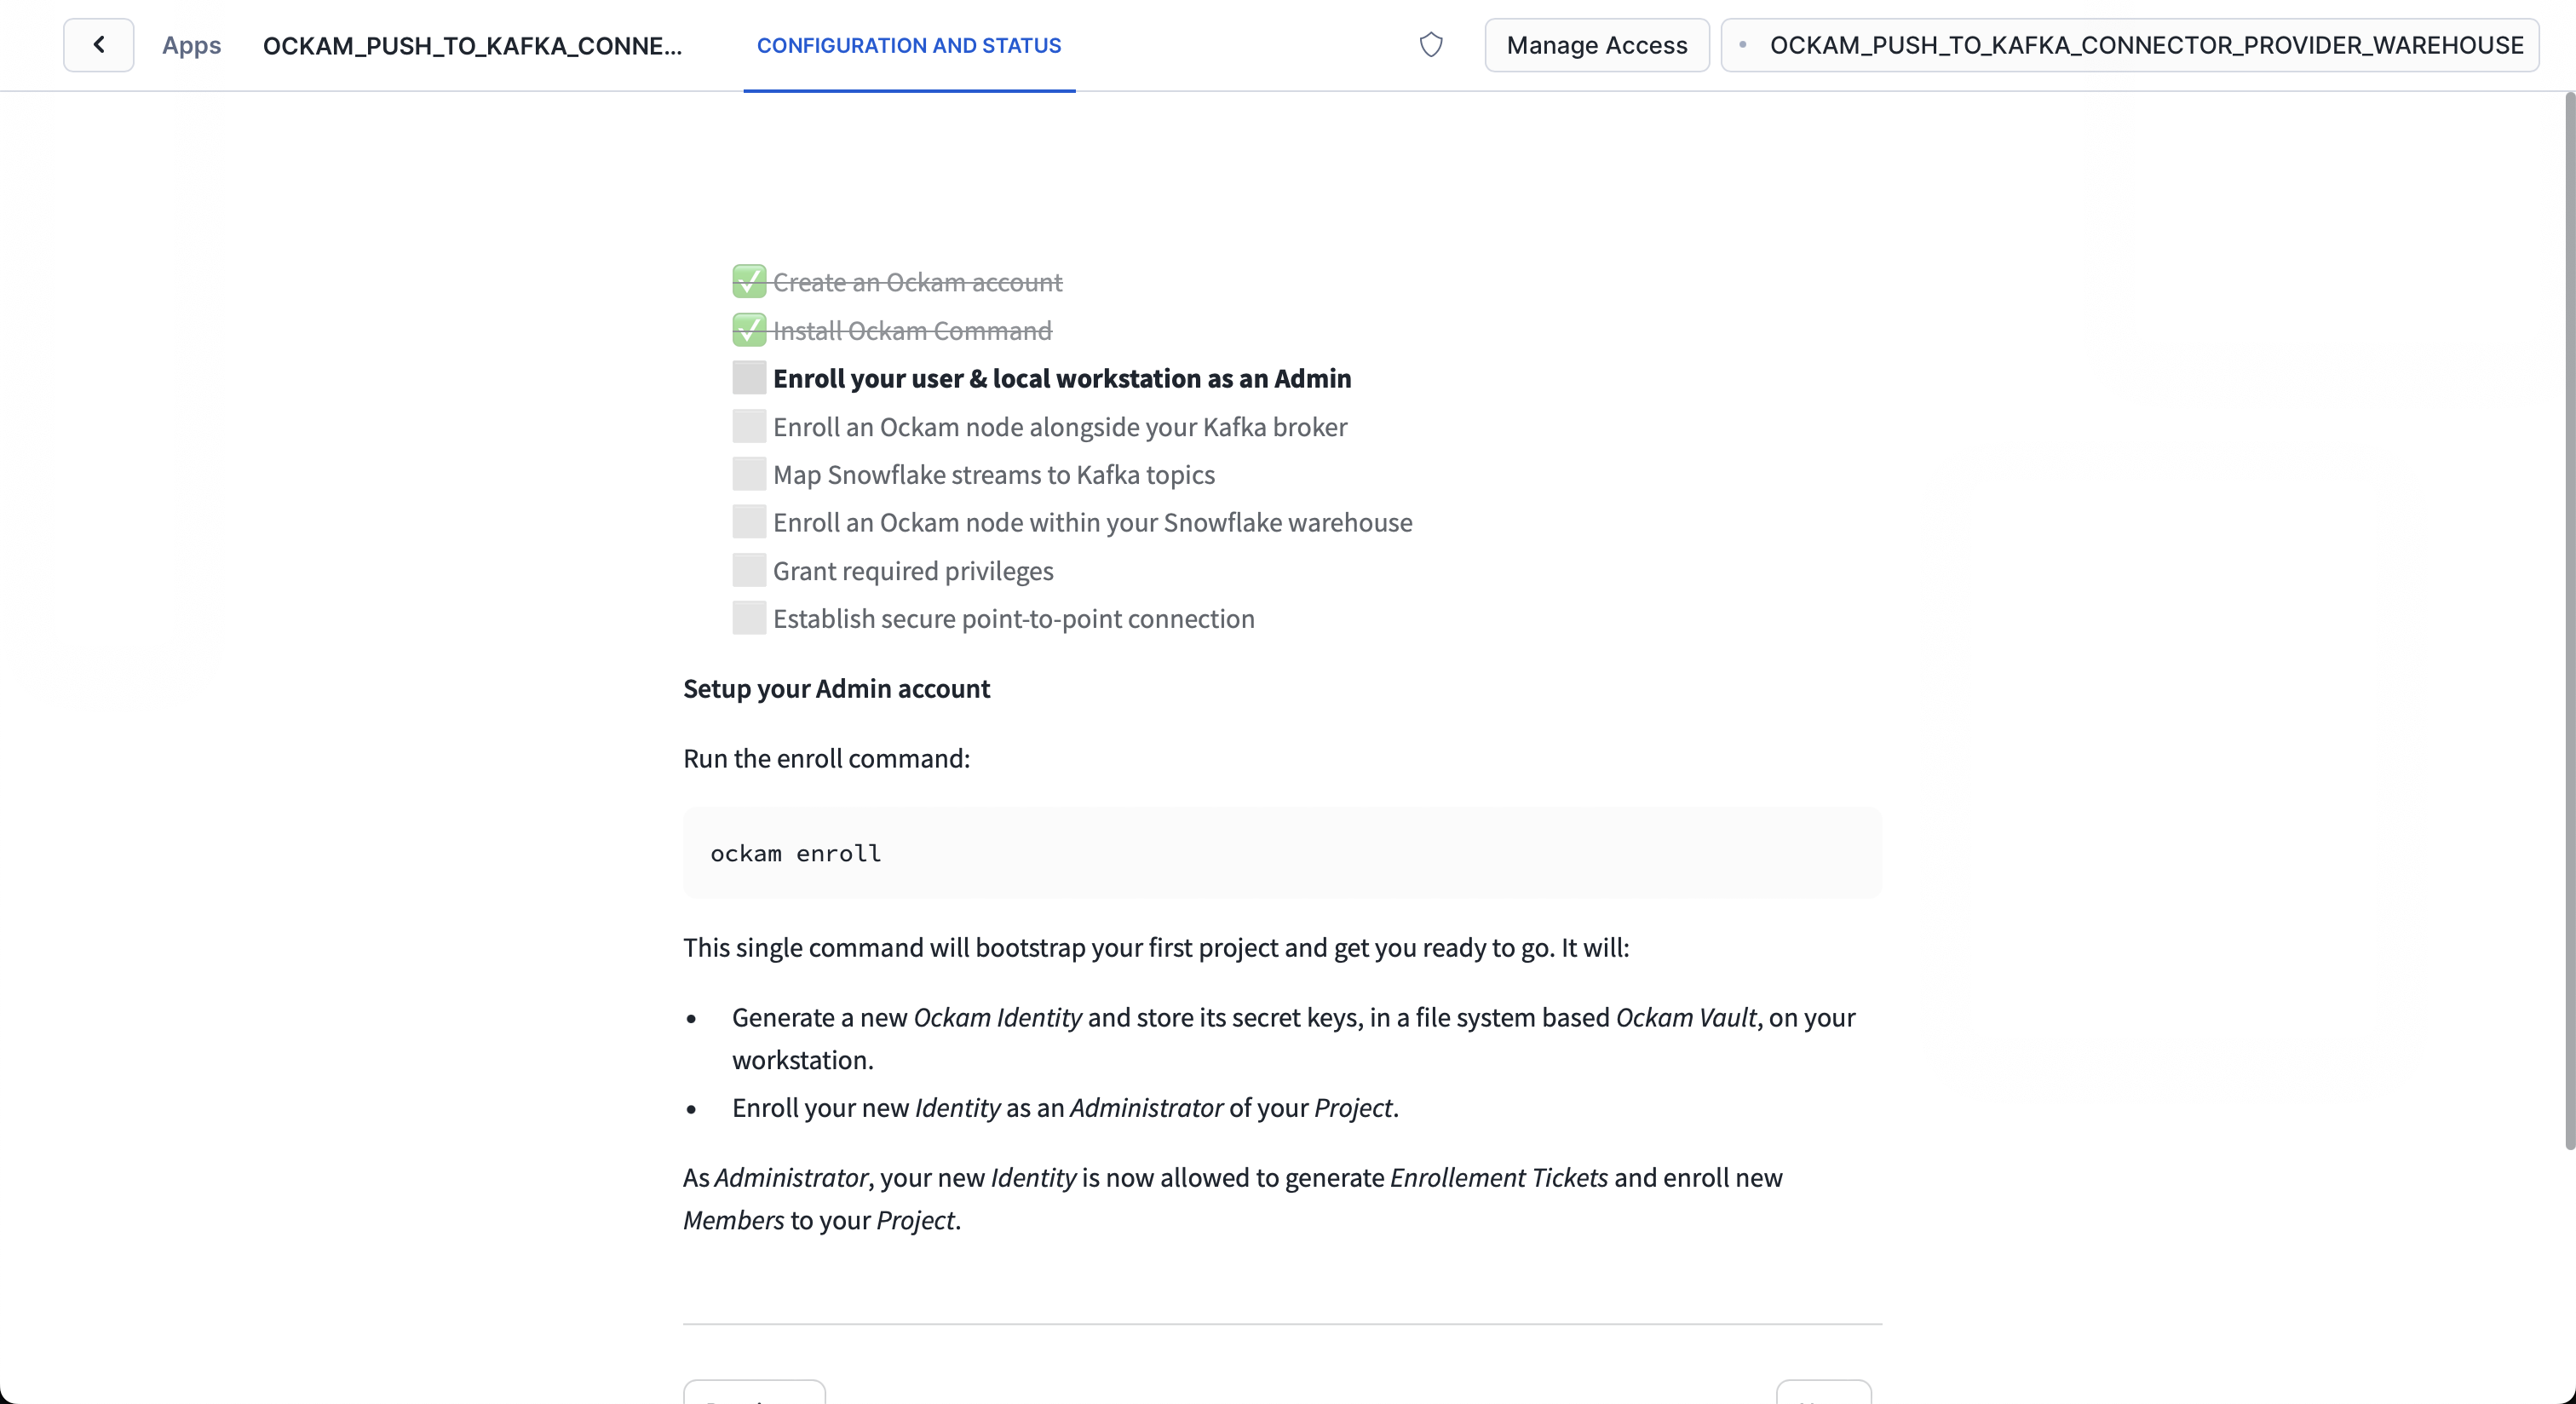 Apps
OCKAM_PUSH_TO_KAFKA_CONNE...
CONFIGURATION AND STATUS
Manage Access
OCKAM_PUSH_TO_KAFKA_CONNECTOR_PROVIDER_WAREHOUSE
Create an Ockam account
Install Ockam Command
Enroll your user & local workstation as an Admin
Enroll an Ockam node alongside your Kafka broker
Map Snowflake streams to Kafka topics
Enroll an Ockam node within your Snowflake warehouse
Grant required privileges
Establish secure point-to-point connection
Setup your Admin account
Run the enroll command:
ockam enroll
This single command will bootstrap your first project and get you ready to go. It will:
• Generate a new Ockam Identity and store its secret keys, in a file system based Ockam Vault, on your
workstation.
• Enroll your new Identity as an Administrator of your Project.
As Administrator, your new Identity is now allowed to generate Enrollement Tickets and enroll new
Members to your Project.